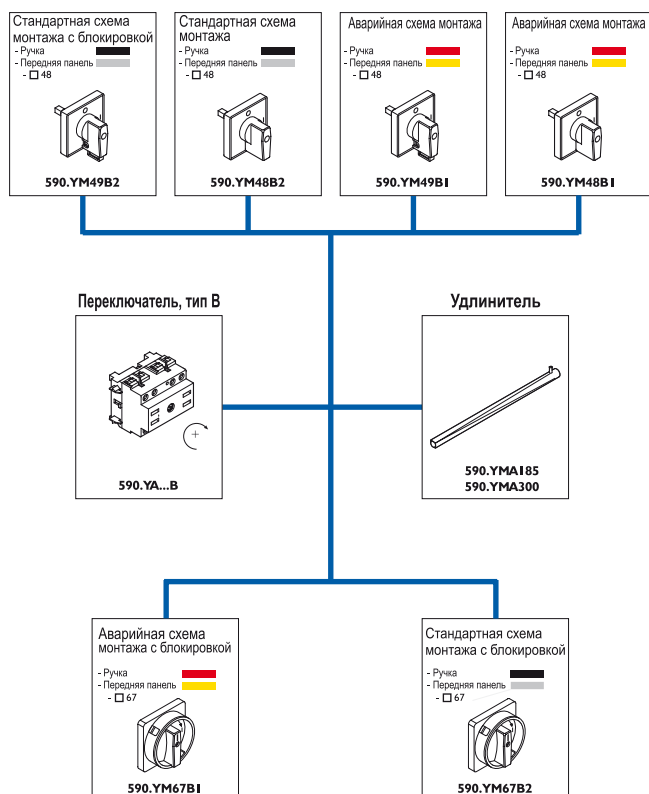 Стандартная схема
монтажа с блокировкой
- Ручка
- Передняя панель
- □ 48
590.YM49B2
Стандартная схема
монтажа
- Ручка
- Передняя панель
- □ 48
590.YM48B2
Аварийная схема монтажа
- Ручка
- Передняя панель
- □ 48
590.YM49B1
Аварийная схема монтажа
- Ручка
- Передняя панель
- □ 48
590.YM48B1
Переключатель, тип B
590.YA...B
Удлинитель
590.YMA185
590.YMA300
Аварийная схема
монтажа с блокировкой
- Ручка
- Передняя панель
- □ 67
590.YM67B1
Стандартная схема
монтажа с блокировкой
- Ручка
- Передняя панель
- □ 67
590.YM67B2